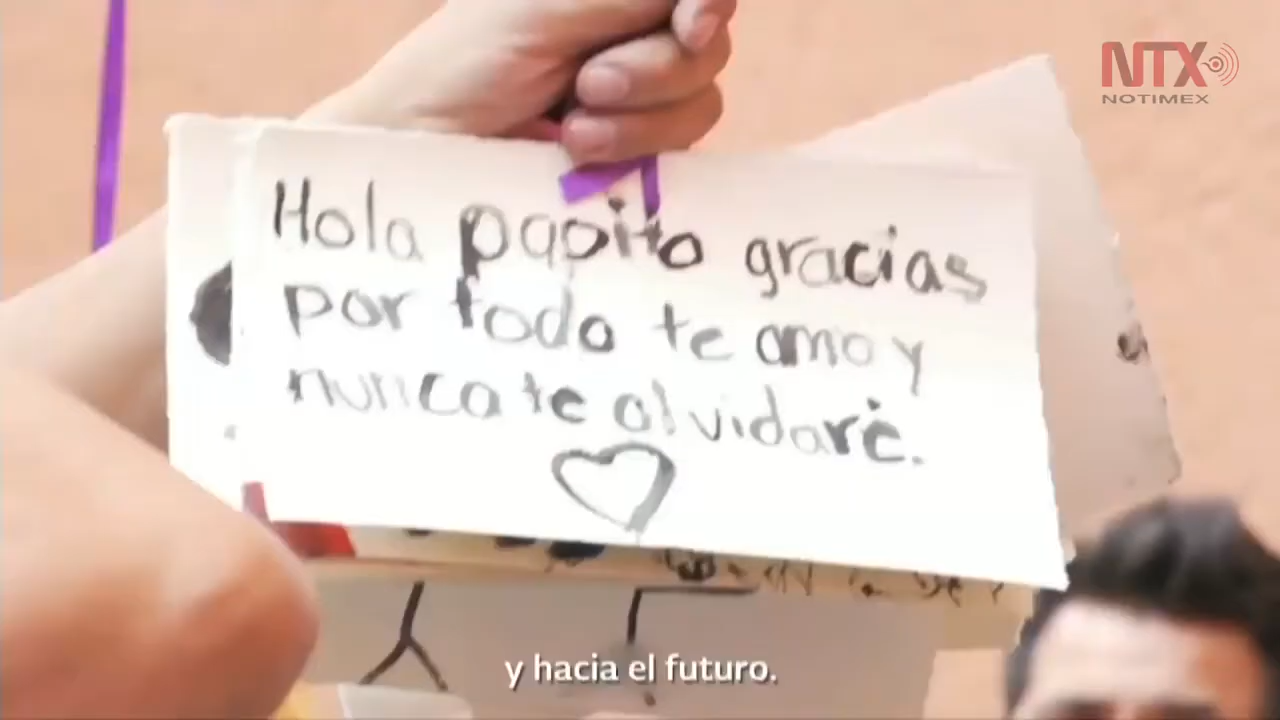 NTX
NOTIMEX
Hola papito gracias
por todo te amo y
nunca te olvidaré.
y hacia el futuro.